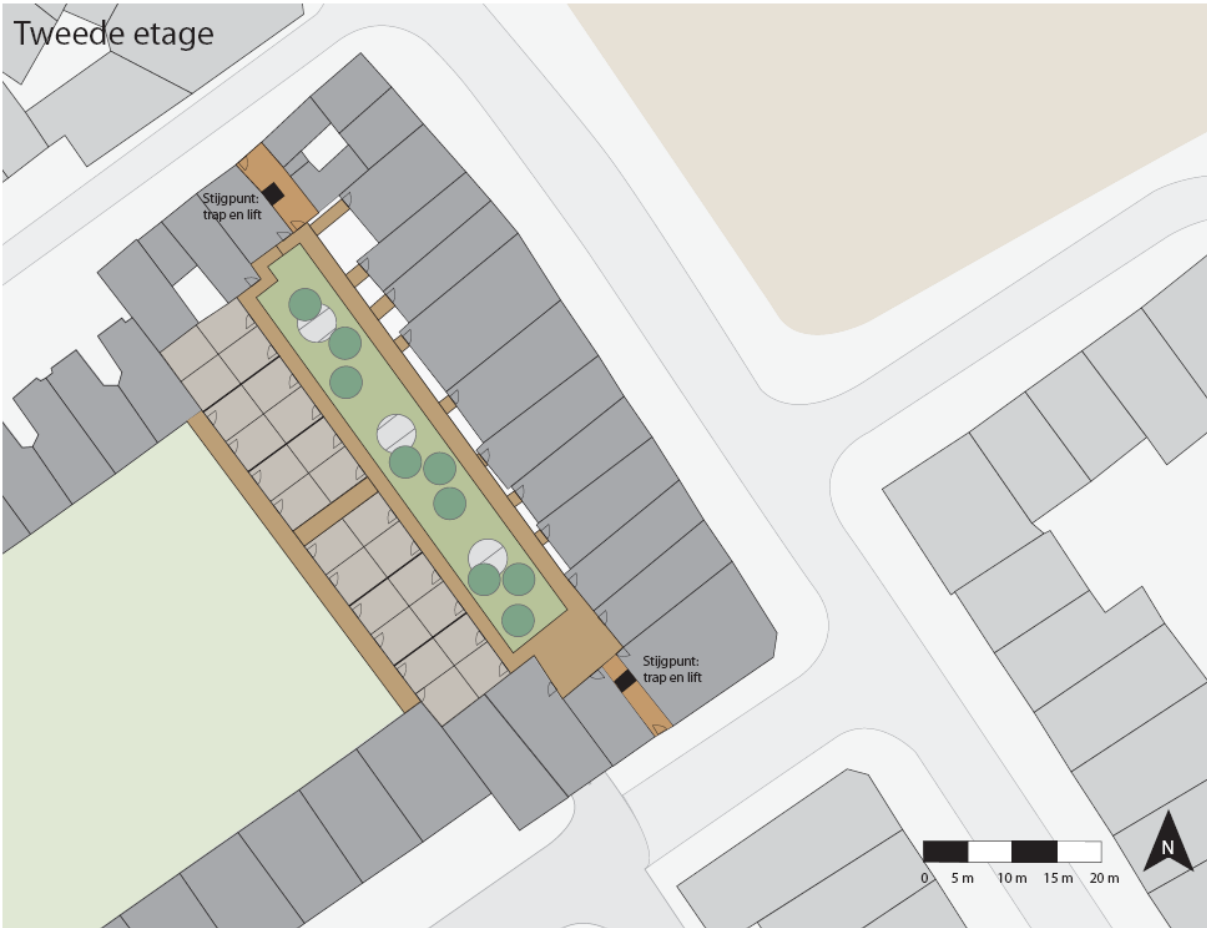 Tweede etage
Stijgpunt:
trap en lift
Stijgpunt:
trap en lift
N
0 5 m 10 m 15 m 20 m